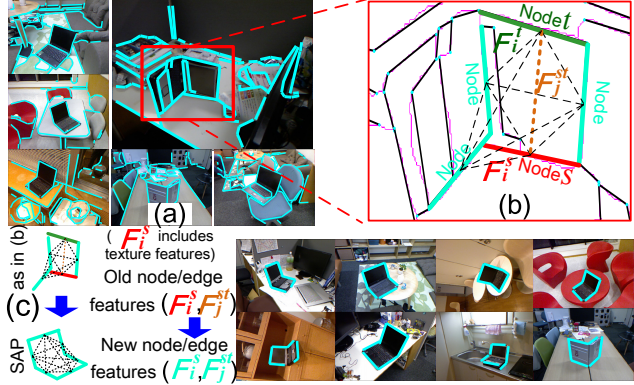 Node t
F_i^t
F_j^st
Node
Node
Node
F_i^s
Node S
(a)
(b)
as in (b)
( F_i^s includes
texture features)
Old node/edge
features (F_i^s, F_j^st)
(c)
SAP
New node/edge
features (F_i^s, F_j^st)